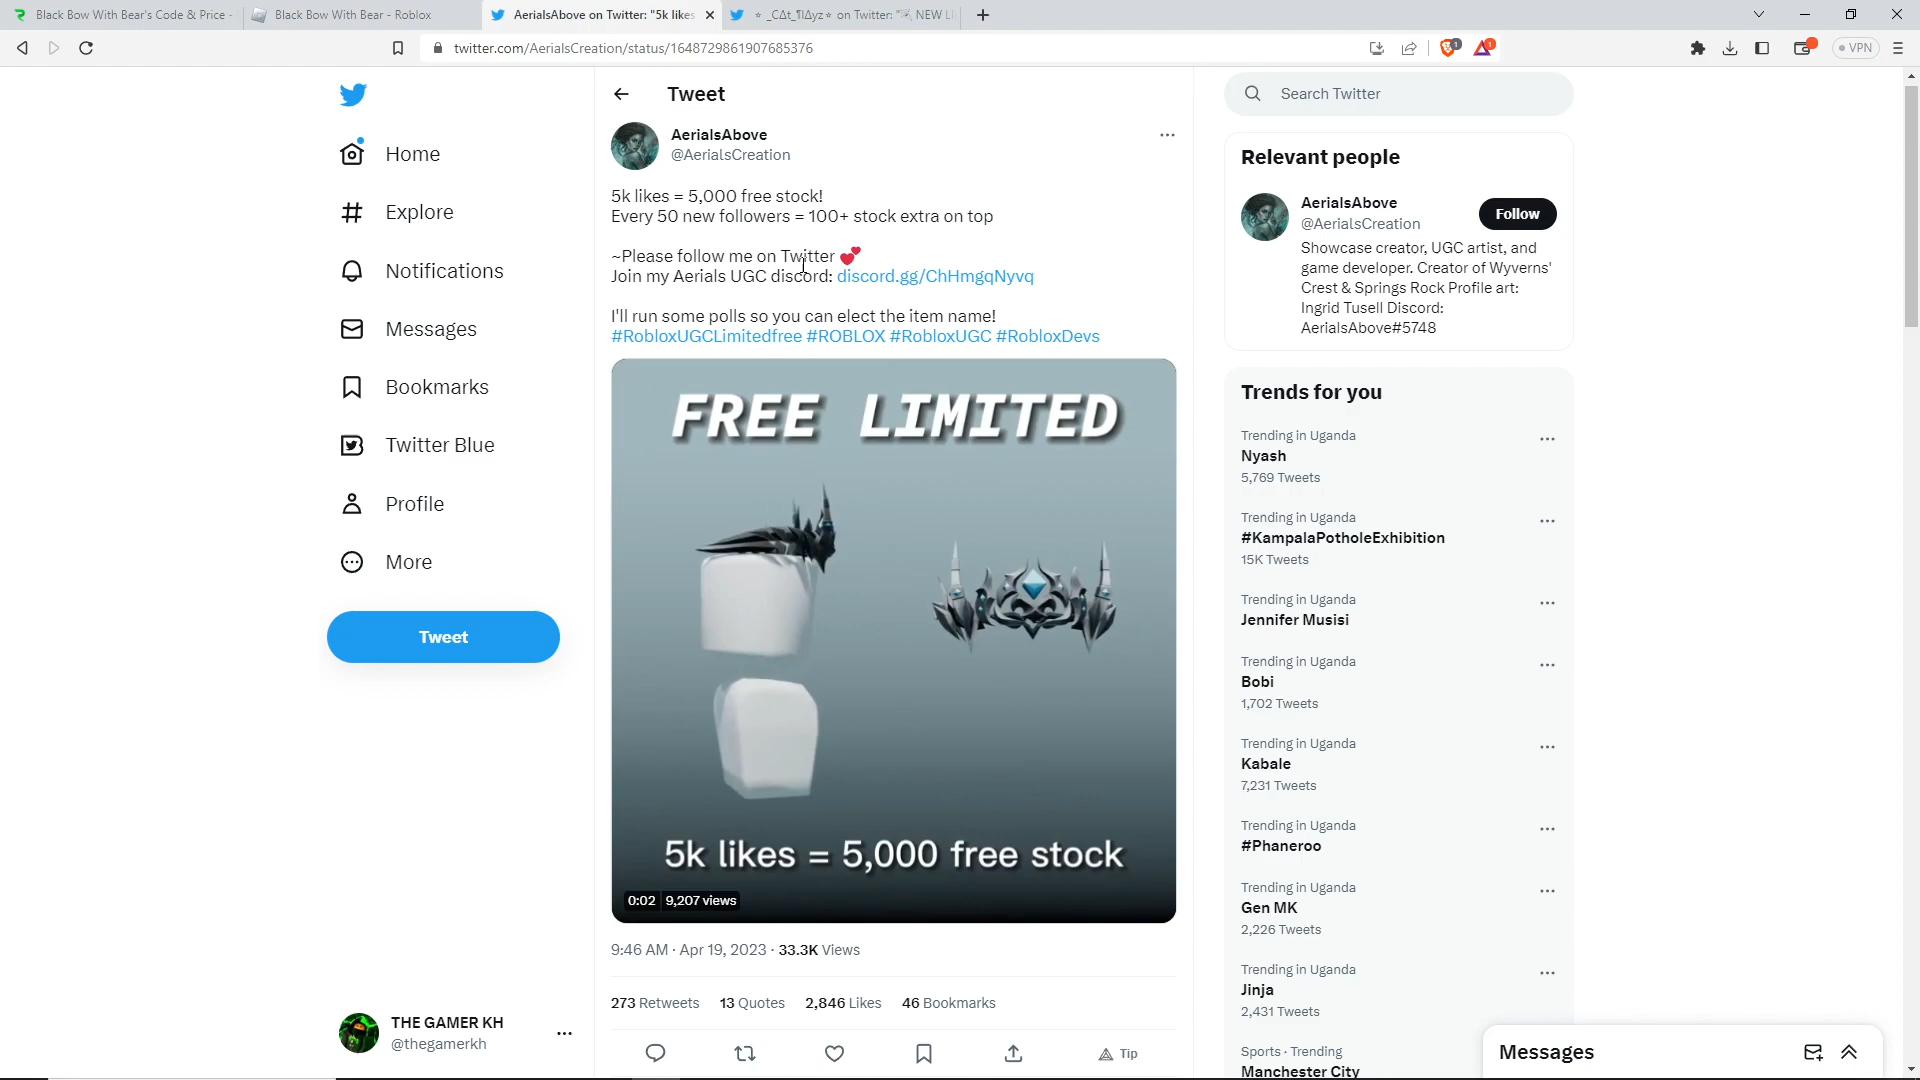 Black Bow With Bear's Code & Price -
Black Bow With Bear - Roblox
AerialsAbove on Twitter: "5k likes
on Twitter: "
NEW LI
twitter.com/AerialsCreation/status/1648729861907685376
1
1
VPN
Home
Explore
Notifications
Messages
Bookmarks
Twitter Blue
Profile
More
Tweet
THE GAMER KH
@thegamerkh
Tweet
AerialsAbove
@AerialsCreation
5k likes = 5,000 free stock!
Every 50 new followers = 100+ stock extra on top
~Please follow me on Twitter 💕
Join my Aerials UGC discord: discord.gg/ChHmgqNyvq
I'll run some polls so you can elect the item name!
#RobloxUGCLimitedfree #ROBLOX #RobloxUGC #RobloxDevs
FREE LIMITED
5k likes = 5,000 free stock
0:02 9,207 views
9:46 AM · Apr 19, 2023 · 33.3K Views
273 Retweets 13 Quotes 2,846 Likes 46 Bookmarks
Tip
Search Twitter
Relevant people
AerialsAbove
@AerialsCreation
Follow
Showcase creator, UGC artist, and
game developer. Creator of Wyverns'
Crest & Springs Rock Profile art:
Ingrid Tusell Discord:
AerialsAbove#5748
Trends for you
Trending in Uganda
Nyash
5,769 Tweets
Trending in Uganda
#KampalaPotholeExhibition
15K Tweets
Trending in Uganda
Jennifer Musisi
Trending in Uganda
Bobi
1,702 Tweets
Trending in Uganda
Kabale
7,231 Tweets
Trending in Uganda
#Phaneroo
Trending in Uganda
Gen MK
2,226 Tweets
Trending in Uganda
Jinja
2,431 Tweets
Sports · Trending
Manchester City
Messages